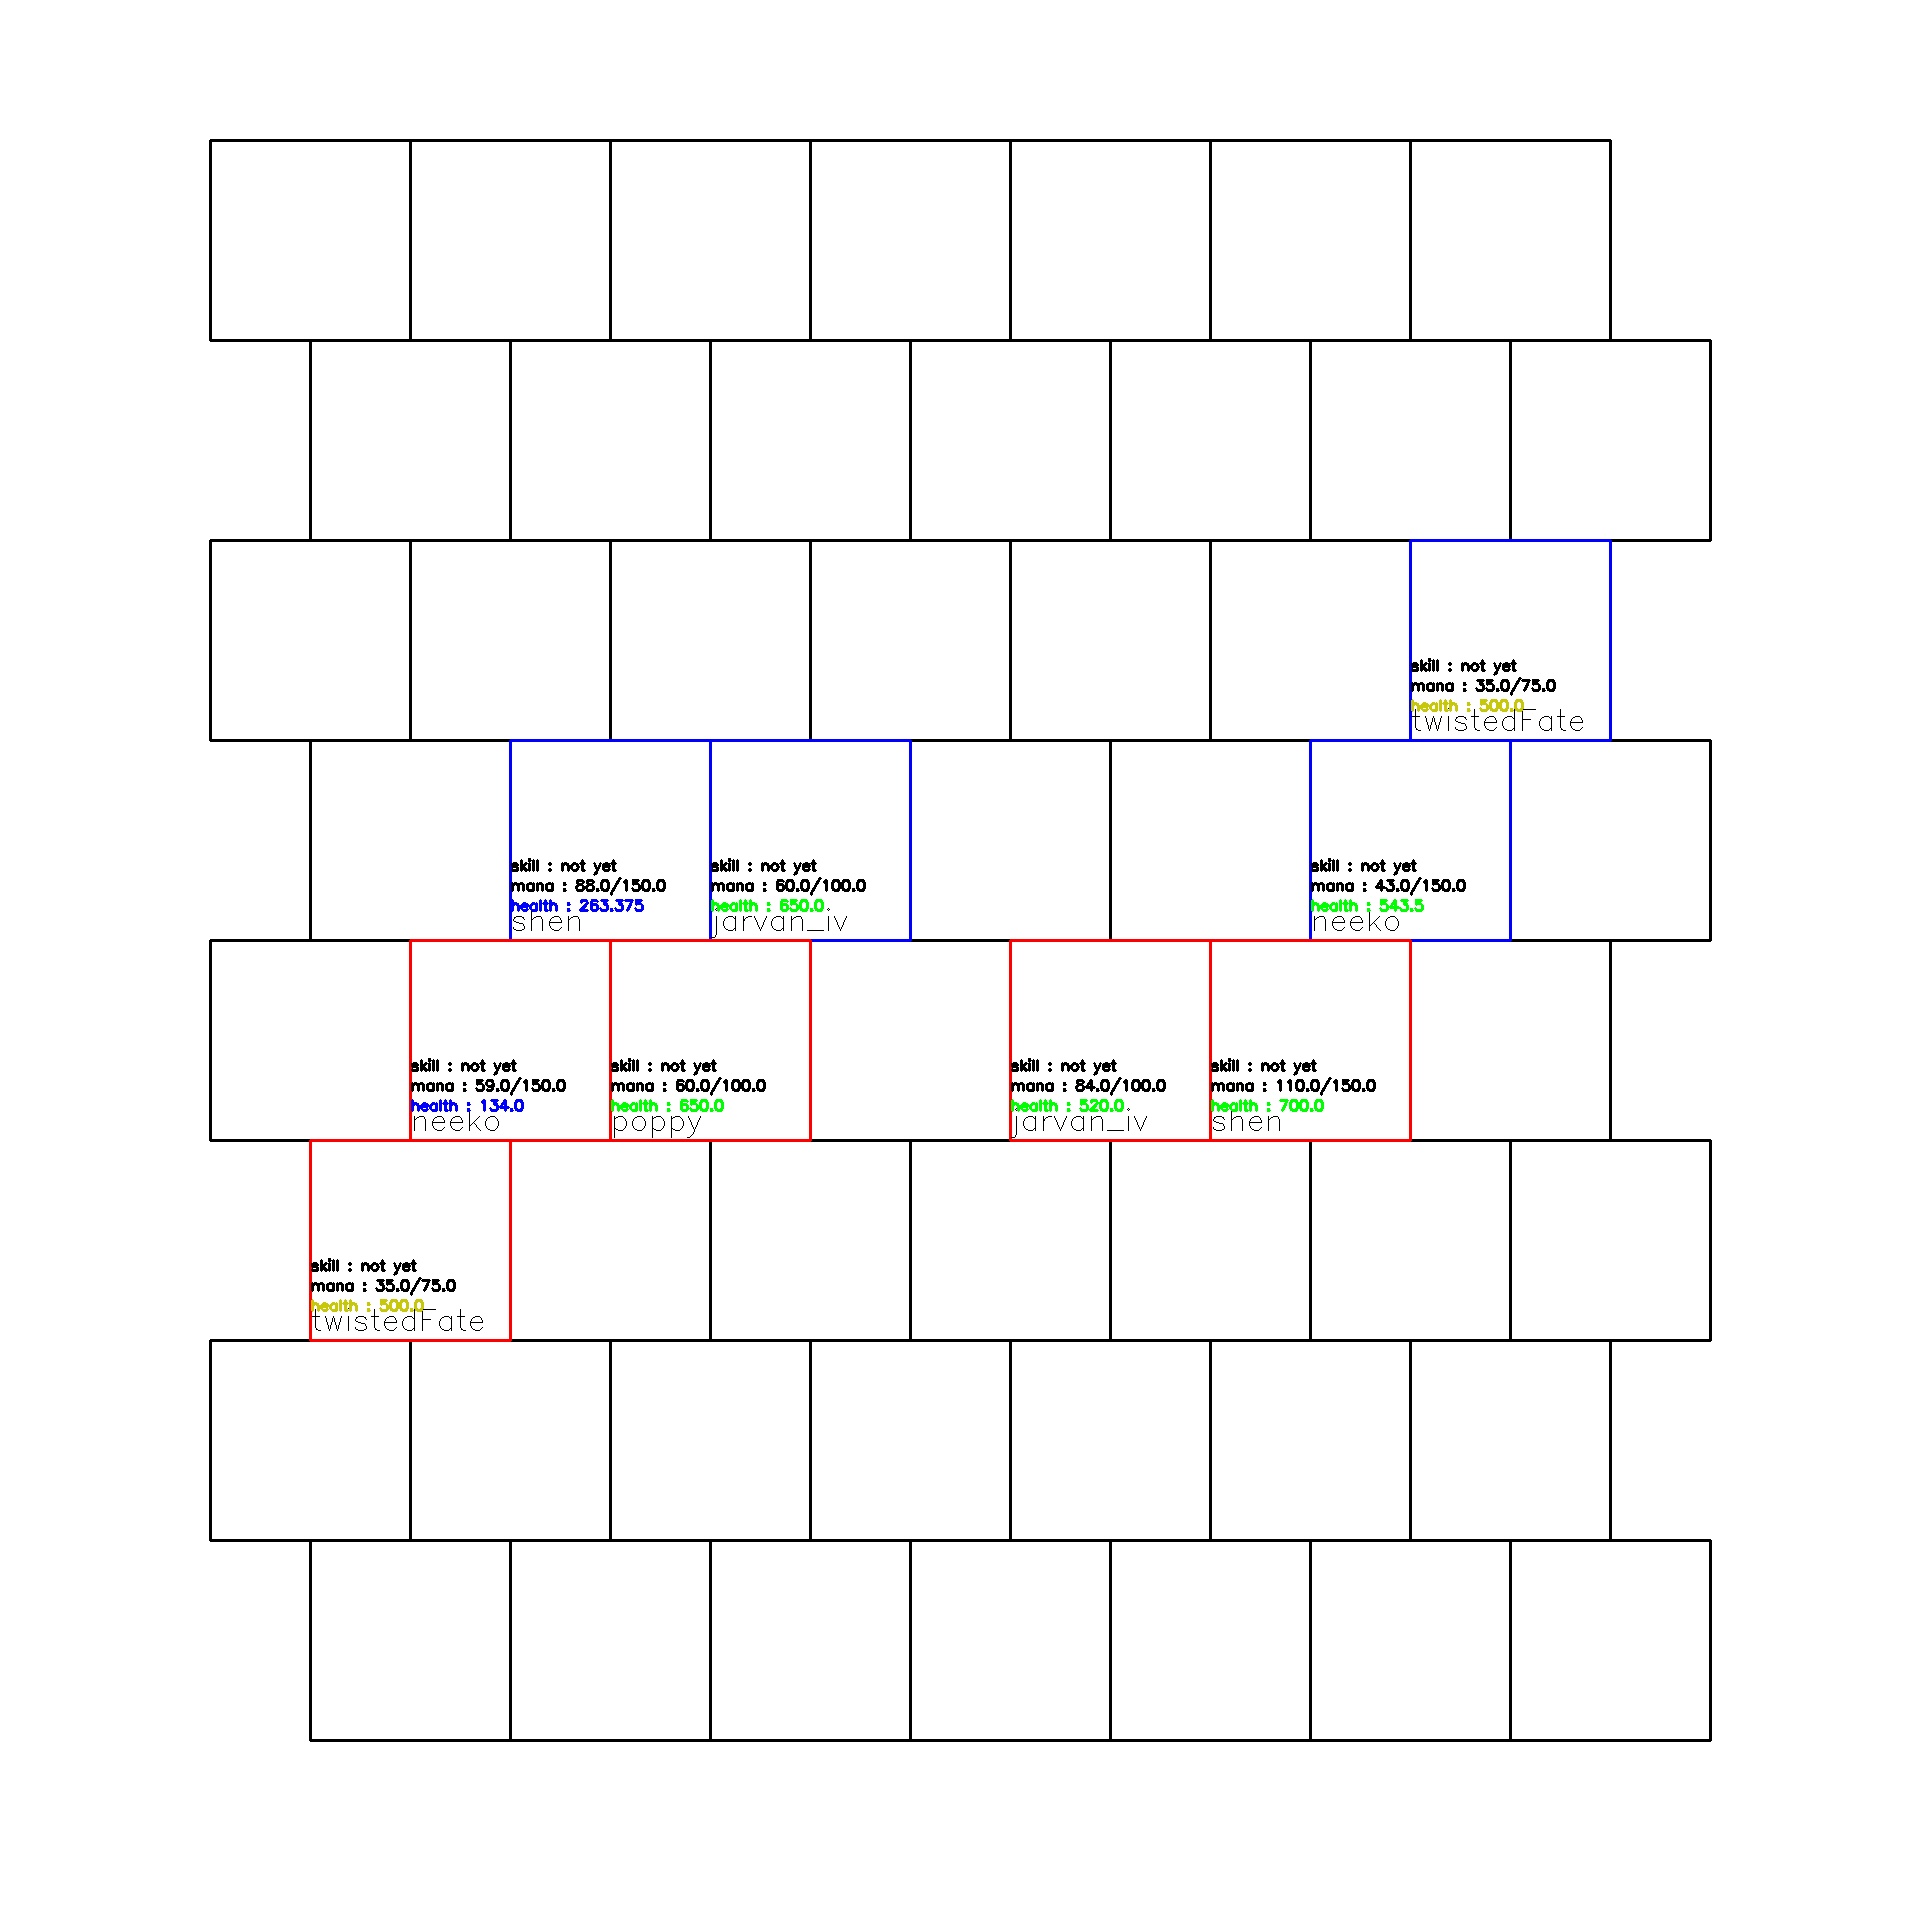 skill : not yet
mana : 35.0/75.0
health : 500.0
twistedFate
skill : not yet
mana : 88.0/150.0
health : 263.375
shen
skill : not yet
mana : 60.0/100.0
health : 650.0
jarvan_iv
skill : not yet
mana : 43.0/150.0
health : 543.5
neeko
skill : not yet
mana : 59.0/150.0
health : 134.0
neeko
skill : not yet
mana : 60.0/100.0
health : 650.0
poppy
skill : not yet
mana : 84.0/100.0
health : 520.0
jarvan_iv
skill : not yet
mana : 110.0/150.0
health : 700.0
shen
skill : not yet
mana : 35.0/75.0
health : 500.0
twistedFate